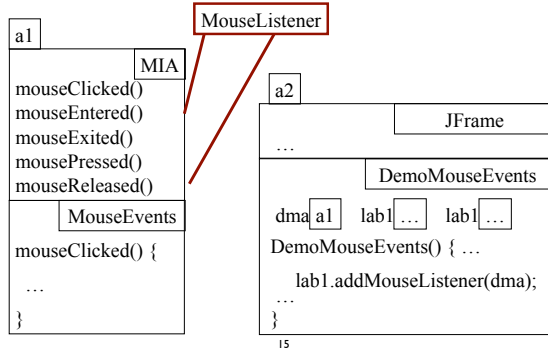 MouseListener
a1
MIA
mouseClicked()
mouseEntered()
mouseExited()
mousePressed()
mouseReleased()
MouseEvents
mouseClicked() {
…
}
a2
JFrame
…
DemoMouseEvents
dma a1 lab1 … lab1 …
DemoMouseEvents() { …
lab1.addMouseListener(dma);
…
}
15